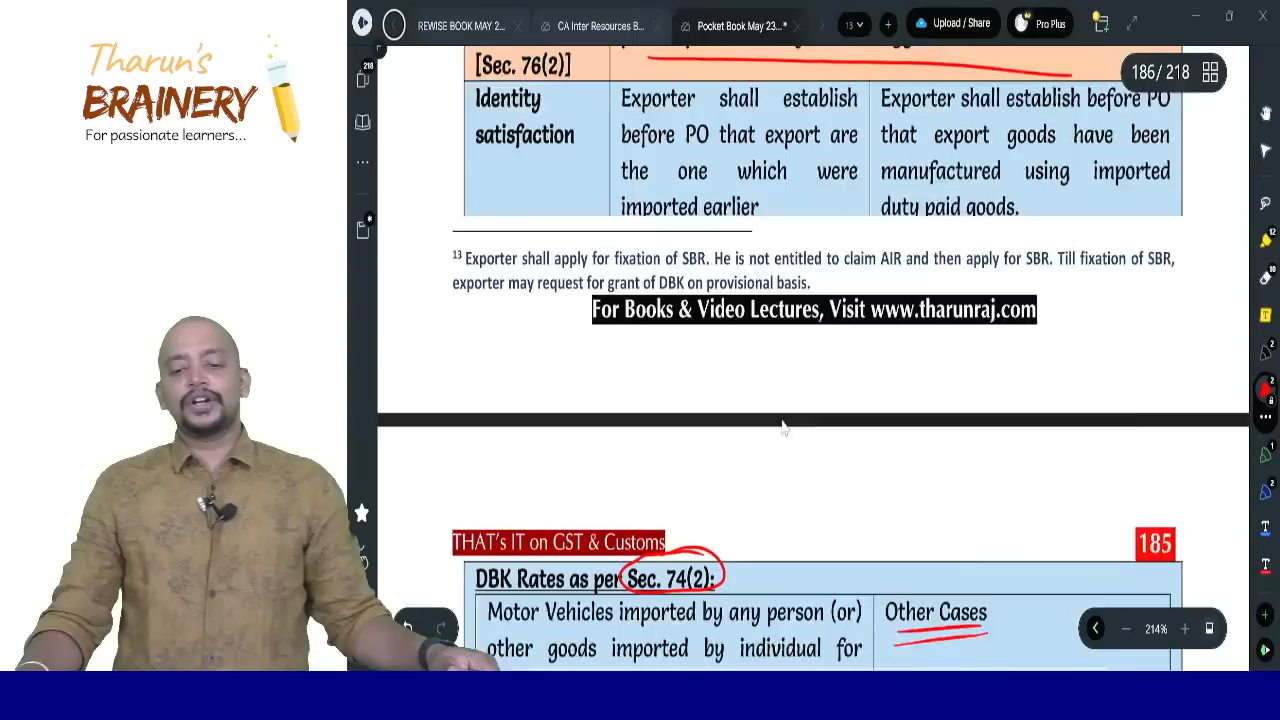 Tharun's
BRAINERY
For passionate learners...
REWISE BOOK MAY 2...
CA Inter Resources B...
Pocket Book May 23...*
13
Upload / Share
Pro Plus
186/218
218
[Sec. 76(2)]
Identity satisfaction
Exporter shall establish
before PO that export are
the one which were
imported earlier
Exporter shall establish before PO
that export goods have been
manufactured using imported
duty paid goods.
13 Exporter shall apply for fixation of SBR. He is not entitled to claim AIR and then apply for SBR. Till fixation of SBR,
exporter may request for grant of DBK on provisional basis.
For Books & Video Lectures, Visit www.tharunraj.com
THAT's IT on GST & Customs
185
DBK Rates as per Sec. 74(2):
Motor Vehicles imported by any person (or)
other goods imported by individual for
Other Cases
214%